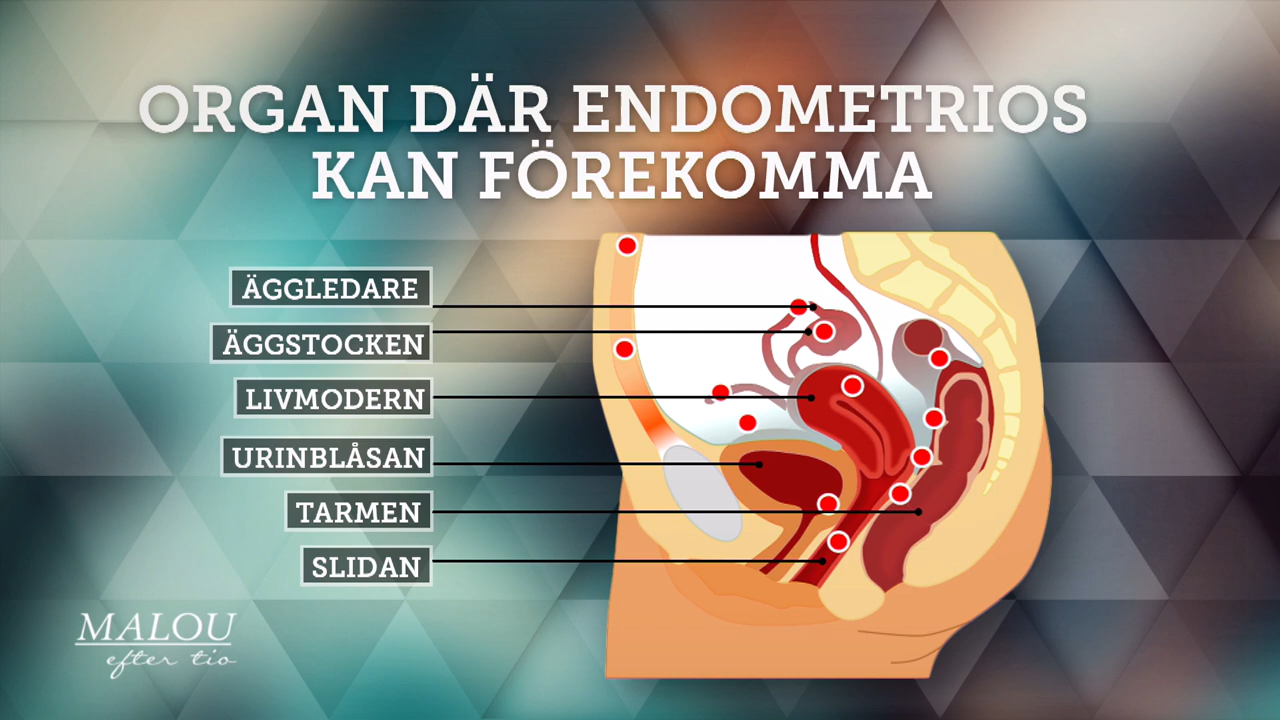 ORGAN DÄR ENDOMETRIOS
KAN FÖREKOMMA
ÄGGLEDARE
ÄGGSTOCKEN
LIVMODERN
URINBLÅSAN
TARMEN
SLIDAN
MALOU
efter tio